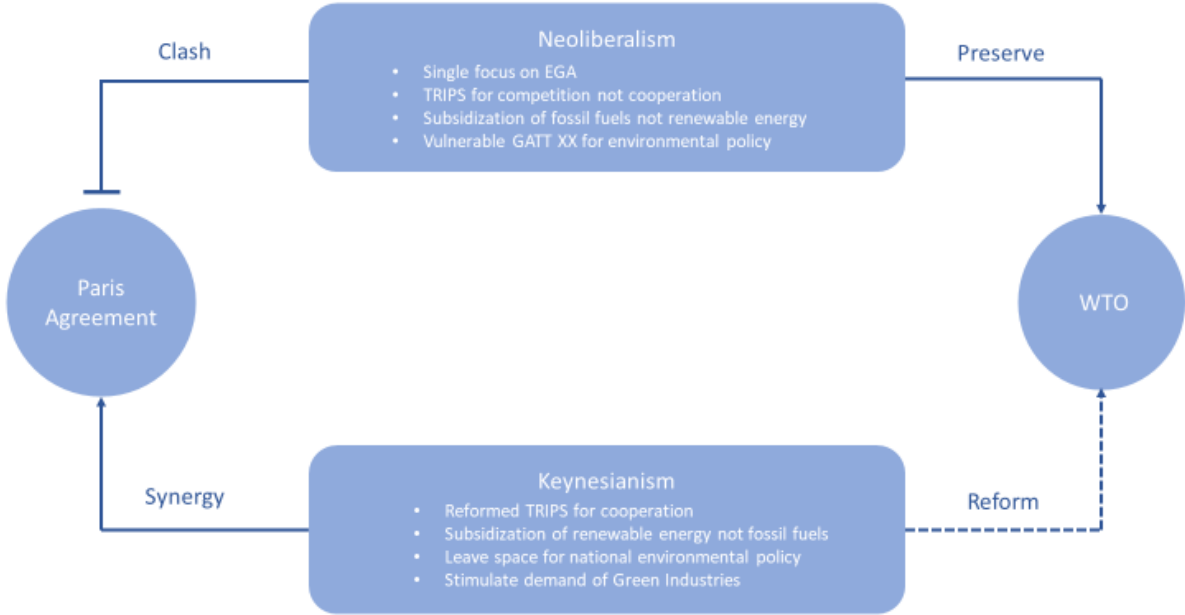 Clash
Neoliberalism
Preserve
• Single focus on EGA
• TRIPS for competition not cooperation
• Subsidization of fossil fuels not renewable energy
• Vulnerable GATT XX for environmental policy
Paris
Agreement
WTO
Synergy
Keynesianism
Reform
• Reformed TRIPS for cooperation
• Subsidization of renewable energy not fossil fuels
• Leave space for national environmental policy
• Stimulate demand of Green Industries